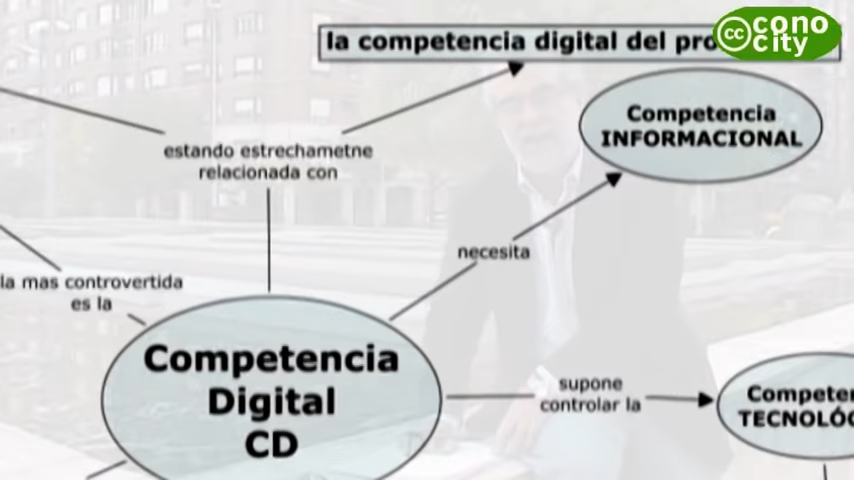 la competencia digital del pro
cc cono
city
Competencia
INFORMACIONAL
estando estrechametne
relacionada con
necesita
la mas controvertida
es la
Competencia
Digital
CD
supone
controlar la
Competen
TECNOLÓG